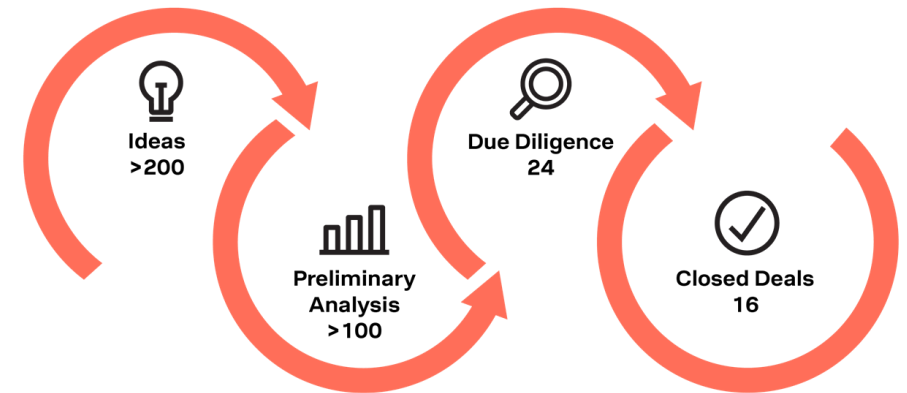 Ideas
>200
Due Diligence
24
Preliminary
Analysis
>100
Closed Deals
16